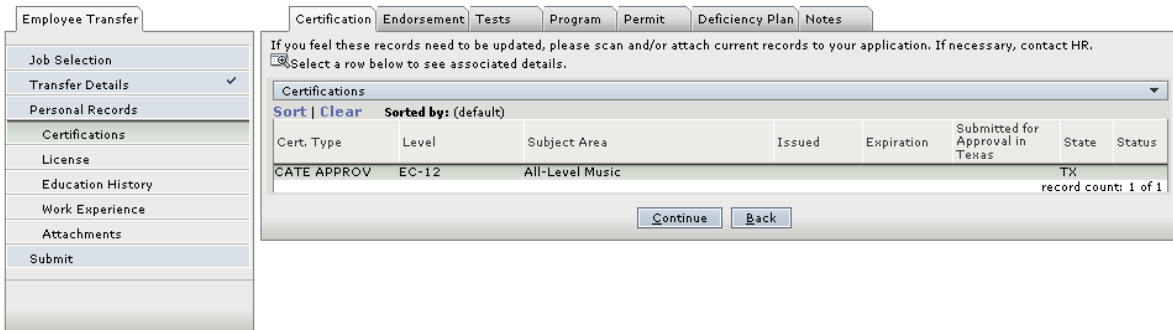 Employee Transfer
Job Selection
Transfer Details
Personal Records
Certifications
License
Education History
Work Experience
Attachments
Submit
Certification Endorsement Tests Program Permit Deficiency Plan Notes
If you feel these records need to be updated, please scan and/or attach current records to your application. If necessary, contact HR.
Select a row below to see associated details.
Certifications
Sort | Clear Sorted by: (default)
Cert. Type Level Subject Area Issued Expiration Submitted for Approval in Texas State Status
CATE APPROV EC-12 All-Level Music TX
record count: 1 of 1
Continue Back